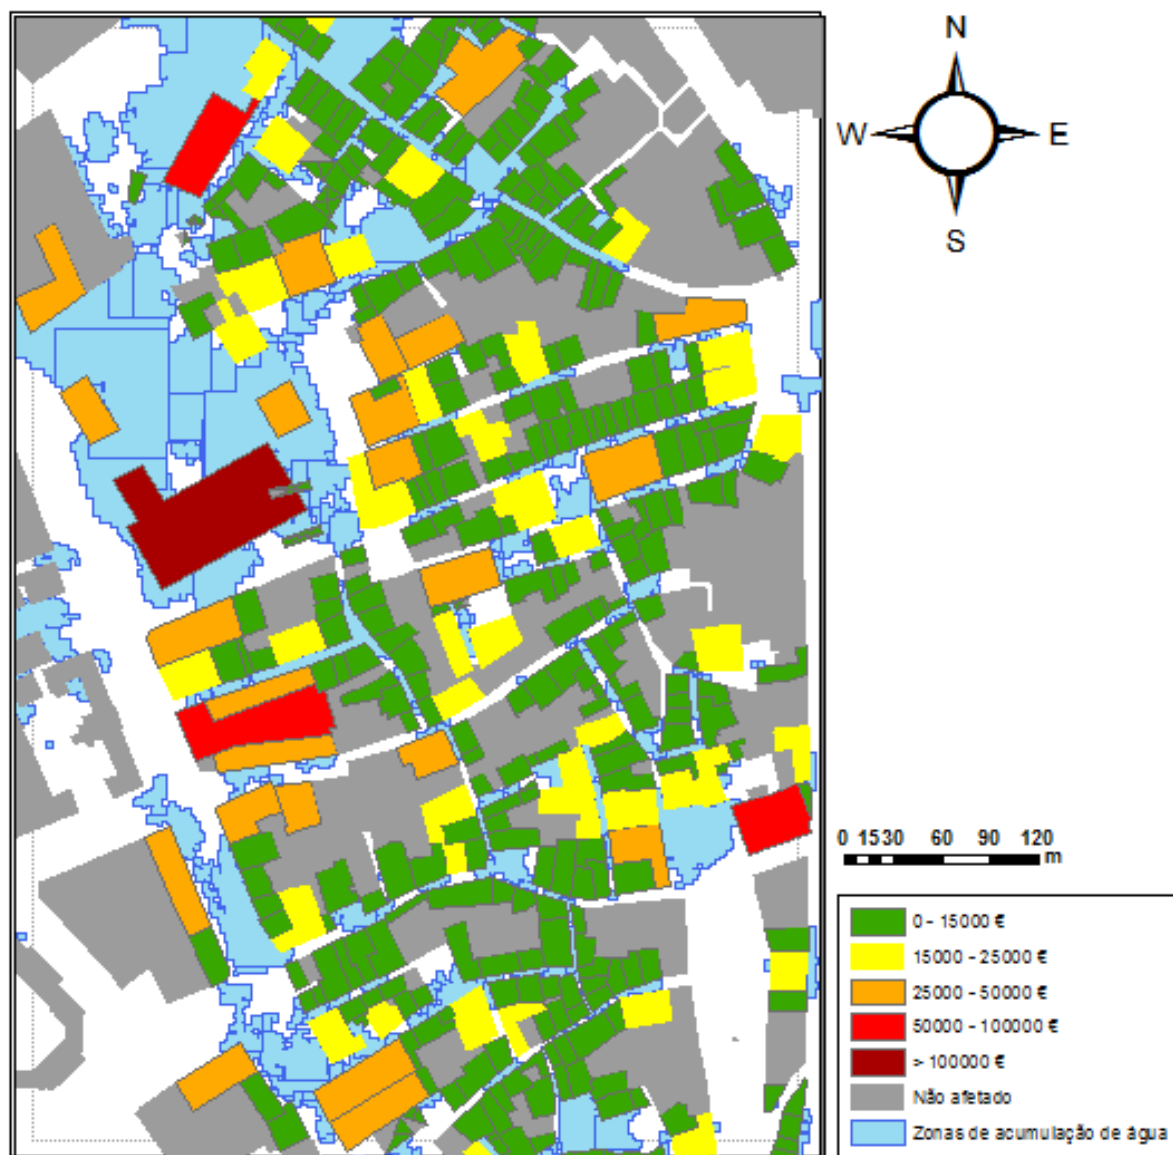 N
W E
S
0 15 30 60 90 120
m
0 - 15000 €
15000 - 25000 €
25000 - 50000 €
50000 - 100000 €
> 100000 €
Não afetado
Zonas de acumulação de água